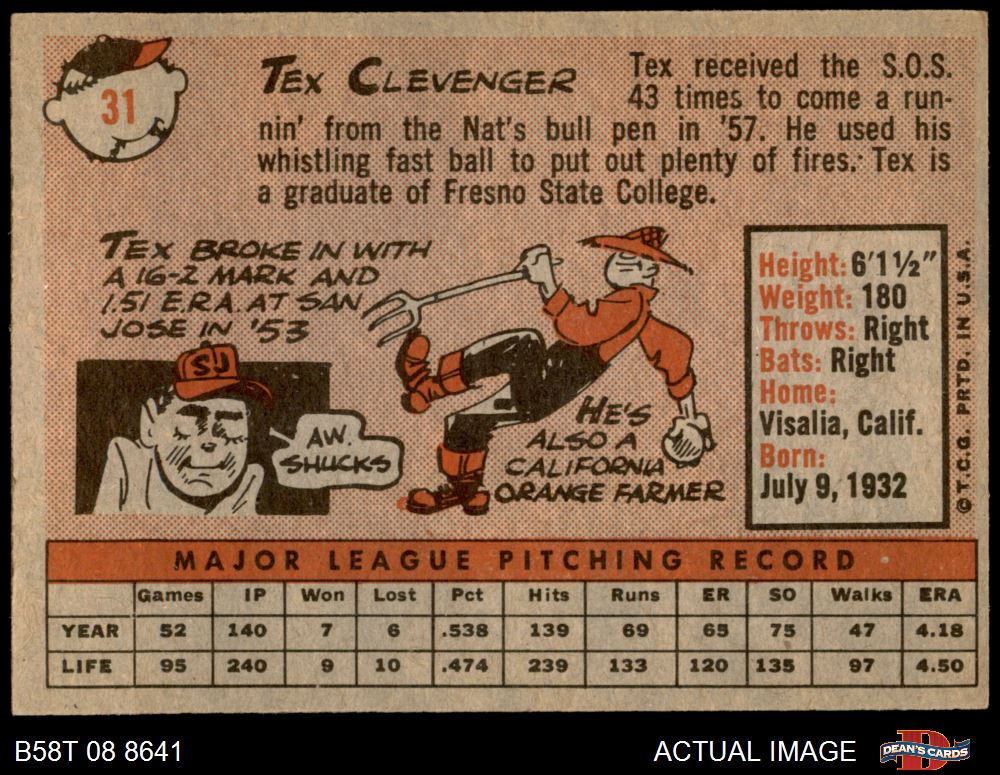 31
TEX CLEVENGER
Tex received the S.O.S.
43 times to come a run-
nin' from the Nat's bull pen in '57. He used his
whistling fast ball to put out plenty of fires. Tex is
a graduate of Fresno State College.
TEX BROKE IN WITH
A 16-2 MARK AND
1.51 E.R.A. AT SAN
JOSE IN '53
SJ
AW.
SHUCKS
HE'S
ALSO A
CALIFORNIA
ORANGE FARMER
Height: 6'1½"
Weight: 180
Throws: Right
Bats: Right
Home:
Visalia, Calif.
Born:
July 9, 1932
© T.C.G. PRTD. IN U.S.A.
MAJOR LEAGUE PITCHING RECORD
Games IP Won Lost Pct Hits Runs ER SO Walks ERA
YEAR 52 140 7 6 .538 139 69 65 75 47 4.18
LIFE 95 240 9 10 .474 239 133 120 135 97 4.50
B58T 08 8641
ACTUAL IMAGE
DEAN'S CARDS